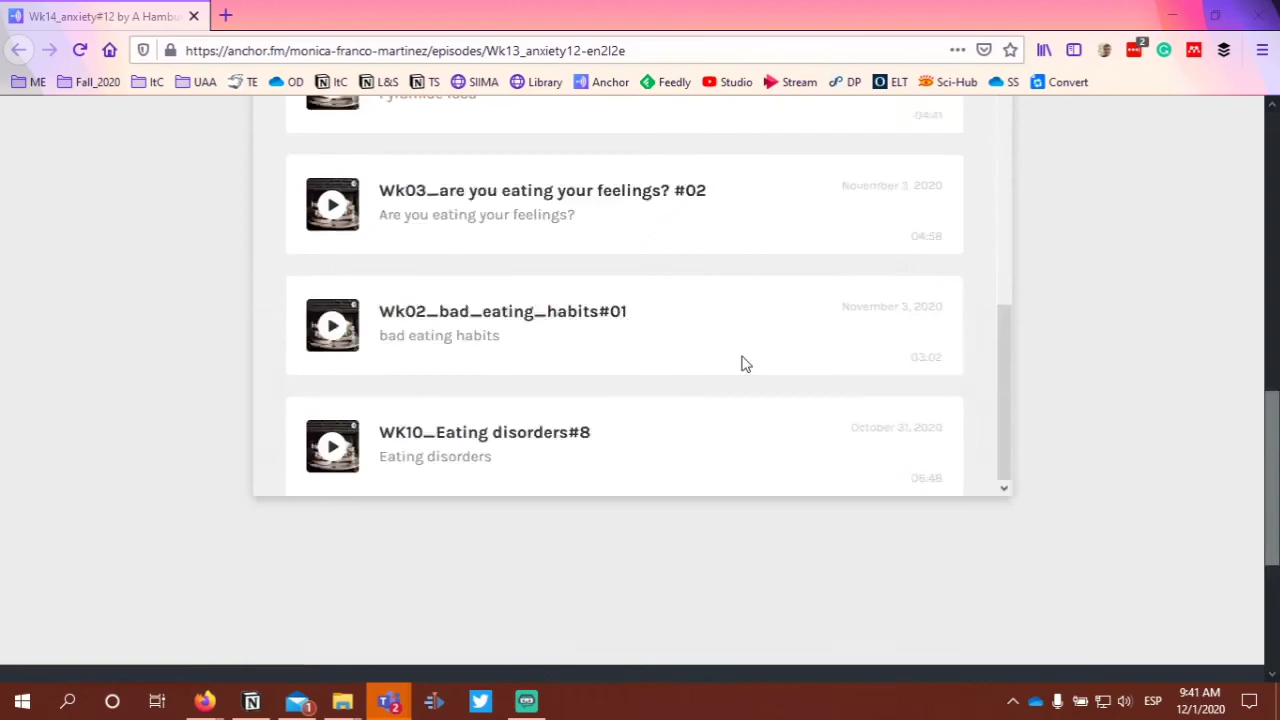 Wk14_anxiety#12 by A Hambu
https://anchor.fm/monica-franco-martinez/episodes/Wk13_anxiety12-en2l2e
2
ME
Fall_2020
ItC
UAA
TE
OD
ItC
L&S
TS
SIIMA
Library
Anchor
Feedly
Studio
Stream
DP
ELT
Sci-Hub
SS
Convert
04:41
Wk03_are you eating your feelings? #02
November 3, 2020
Are you eating your feelings?
04:58
Wk02_bad_eating_habits#01
November 3, 2020
bad eating habits
03:02
WK10_Eating disorders#8
October 31, 2020
Eating disorders
06:48
1
2
ESP
9:41 AM
12/1/2020